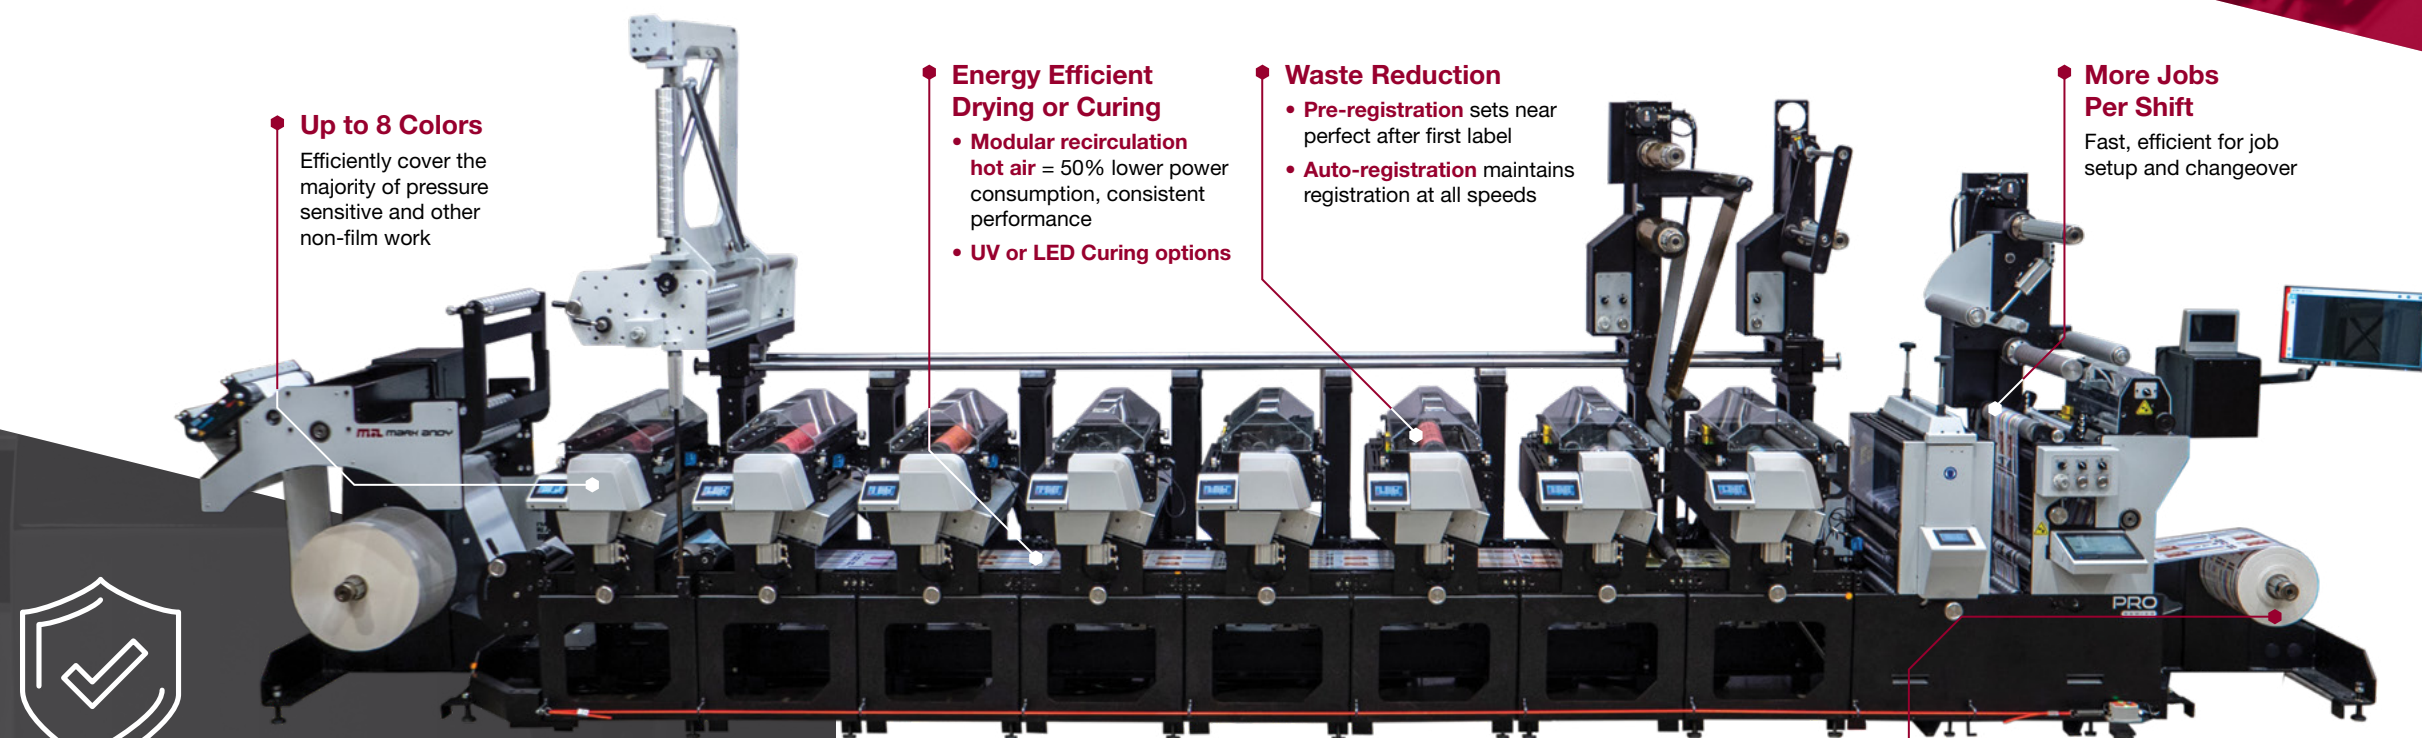 Up to 8 Colors
Efficiently cover the
majority of pressure
sensitive and other
non-film work
Energy Efficient
Drying or Curing
• Modular recirculation
hot air = 50% lower power
consumption, consistent
performance
• UV or LED Curing options
Waste Reduction
• Pre-registration sets near
perfect after first label
• Auto-registration maintains
registration at all speeds
More Jobs
Per Shift
Fast, efficient for job
setup and changeover
mark andy
PRO